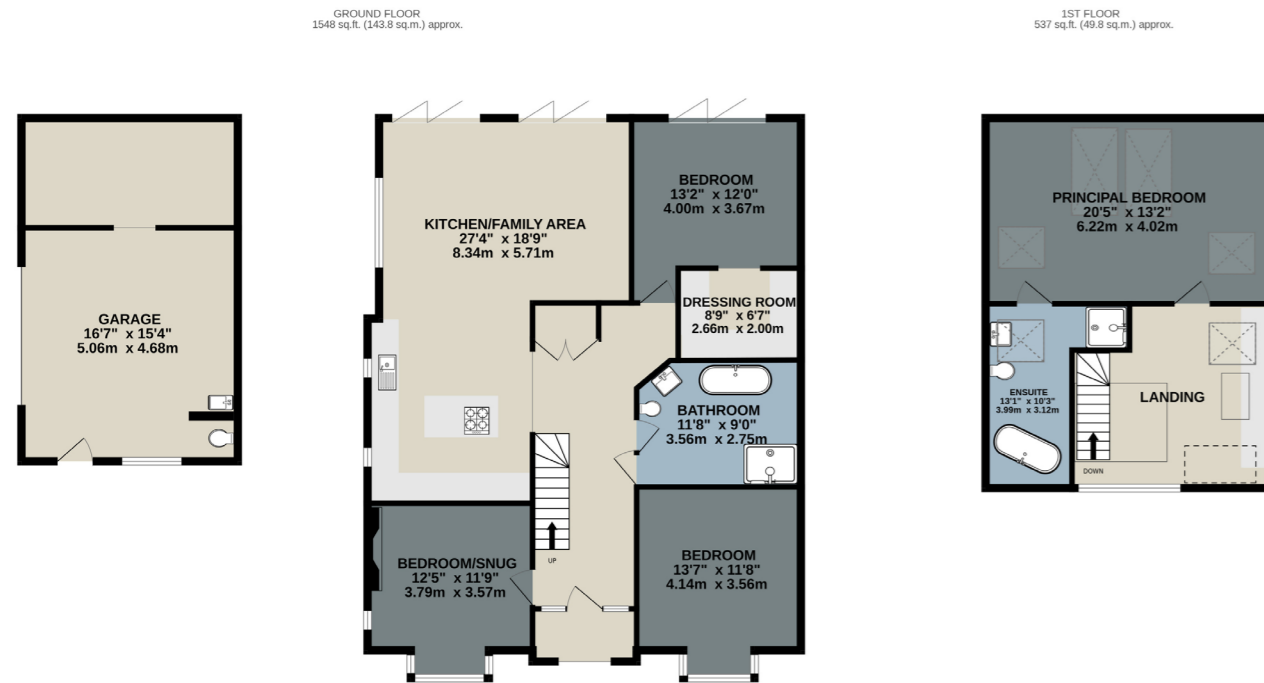 GROUND FLOOR
1548 sq.ft. (143.8 sq.m.) approx.
1ST FLOOR
537 sq.ft. (49.8 sq.m.) approx.
GARAGE
16'7" x 15'4"
5.06m x 4.68m
KITCHEN/FAMILY AREA
27'4" x 18'9"
8.34m x 5.71m
BEDROOM
13'2" x 12'0"
4.00m x 3.67m
DRESSING ROOM
8'9" x 6'7"
2.66m x 2.00m
BATHROOM
11'8" x 9'0"
3.56m x 2.75m
UP
BEDROOM/SNUG
12'5" x 11'9"
3.79m x 3.57m
BEDROOM
13'7" x 11'8"
4.14m x 3.56m
PRINCIPAL BEDROOM
20'5" x 13'2"
6.22m x 4.02m
ENSUITE
13'1" x 10'3"
3.99m x 3.12m
LANDING
DOWN